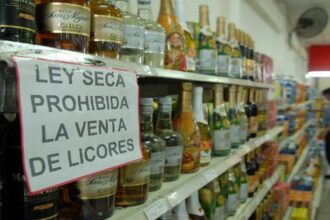 LEY SECA
PROHIBIDA
LA VENTA
DE LICORES